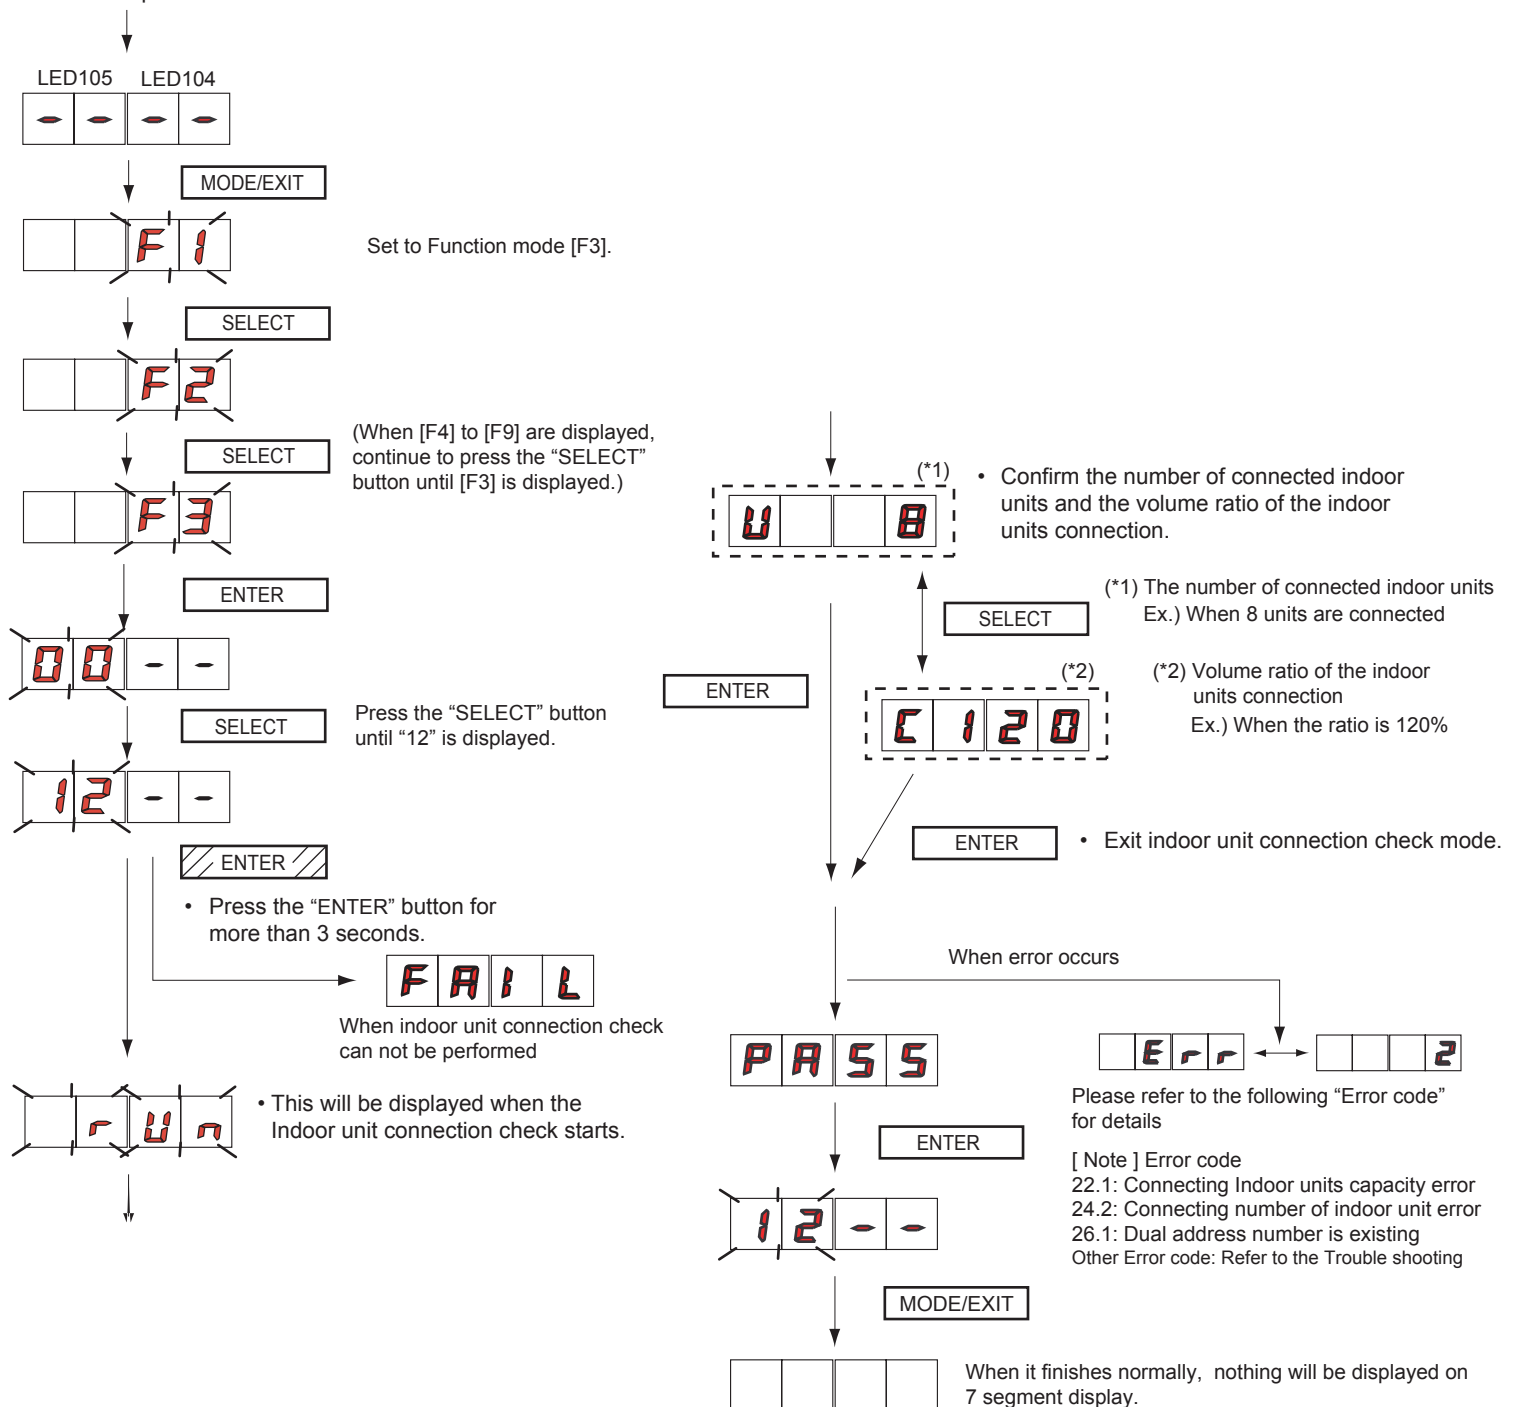 LED105 LED104
- - - -
MODE/EXIT
F1
Set to Function mode [F3].
SELECT
F2
SELECT
(When [F4] to [F9] are displayed,
continue to press the “SELECT”
button until [F3] is displayed.)
F3
ENTER
00 - -
SELECT
Press the “SELECT” button
until “12” is displayed.
12 - -
ENTER
• Press the “ENTER” button for
more than 3 seconds.
FAIL
When indoor unit connection check
can not be performed
rUn
• This will be displayed when the
Indoor unit connection check starts.
(*1)
U 8
• Confirm the number of connected indoor
units and the volume ratio of the indoor
units connection.
SELECT
(*1) The number of connected indoor units
Ex.) When 8 units are connected
ENTER
(*2)
C120
(*2) Volume ratio of the indoor
units connection
Ex.) When the ratio is 120%
ENTER
• Exit indoor unit connection check mode.
When error occurs
PASS
Err
2
Please refer to the following “Error code”
for details
[ Note ] Error code
22.1: Connecting Indoor units capacity error
24.2: Connecting number of indoor unit error
26.1: Dual address number is existing
Other Error code: Refer to the Trouble shooting
ENTER
12 - -
MODE/EXIT
When it finishes normally, nothing will be displayed on
7 segment display.